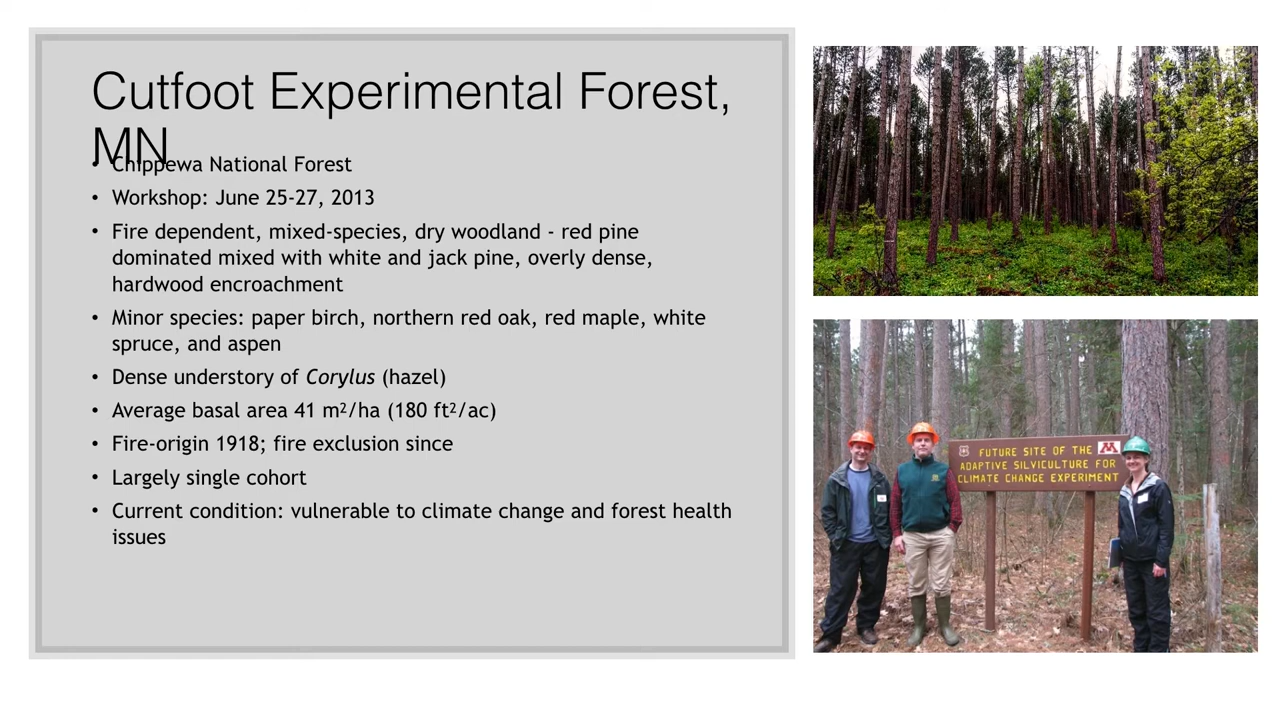 Cutfoot Experimental Forest,
MN
• Chippewa National Forest
• Workshop: June 25-27, 2013
• Fire dependent, mixed-species, dry woodland - red pine
dominated mixed with white and jack pine, overly dense,
hardwood encroachment
• Minor species: paper birch, northern red oak, red maple, white
spruce, and aspen
• Dense understory of Corylus (hazel)
• Average basal area 41 m²/ha (180 ft²/ac)
• Fire-origin 1918; fire exclusion since
• Largely single cohort
• Current condition: vulnerable to climate change and forest health
issues
FUTURE SITE OF THE M
ADAPTIVE SILVICULTURE FOR
CLIMATE CHANGE EXPERIMENT